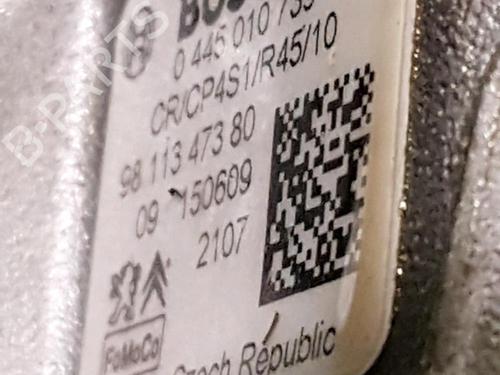 0 445 010 73
CR/CP4S1/R45/10
98 113 473 80
09 150609
2107
FoMoCo
Czech Republic
B-PARTS